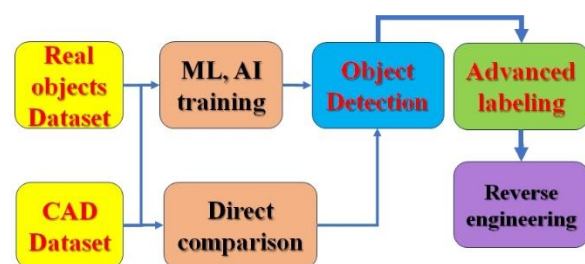 Real
objects
Dataset
ML, AI
training
Object
Detection
Advanced
labeling
CAD
Dataset
Direct
comparison
Reverse
engineering